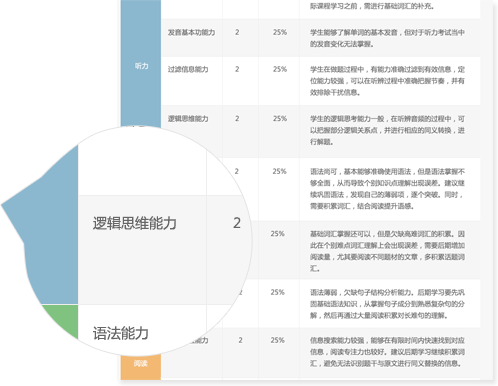 际课程学习之前，需进行基础词汇的补充。
听力
发音基本功能力 2 25%
学生能够了解单词的基本发音，但对于听力考试当中
的发音变化无法掌握。
过滤信息能力 2 25%
学生在做题过程中，有能力准确过滤到有效信息，定
位能力较强，可以在听辨过程中准确把握节奏，并有
效排除干扰信息。
逻辑思维能力 2 25%
学生的逻辑思考能力一般，在听辨音频的过程中，可
以把握部分逻辑关系点，并进行相应的同义转换，进
行解题。
2 25%
语法尚可，基本能够准确使用语法，但是语法掌握不
够全面，从而导致个别知识点理解出现误差。建议继
续巩固语法，发现自己的薄弱项，逐个突破。同时，
需要积累词汇，结合阅读提升语感。
逻辑思维能力 2
25%
基础词汇掌握还可以，但是欠缺高难词汇的积累。因
此在个别难点词汇理解上会出现误差，需要后期增加
阅读量，尤其要阅读不同题材的文章，多积累话题词
汇。
25%
语法薄弱，欠缺句子结构分析能力。后期学习要先巩
固基础语法知识，从掌握句子成分到熟悉复杂句的分
解，然后再通过大量阅读积累对长难句的理解。
语法能力
能力 2 25%
信息搜索能力较强，能够在有限时间内快速找到对应
信息，阅读专注力也较好。建议后期学习继续积累词
汇，避免无法识别题干与原文进行同义替换的信息。
阅读